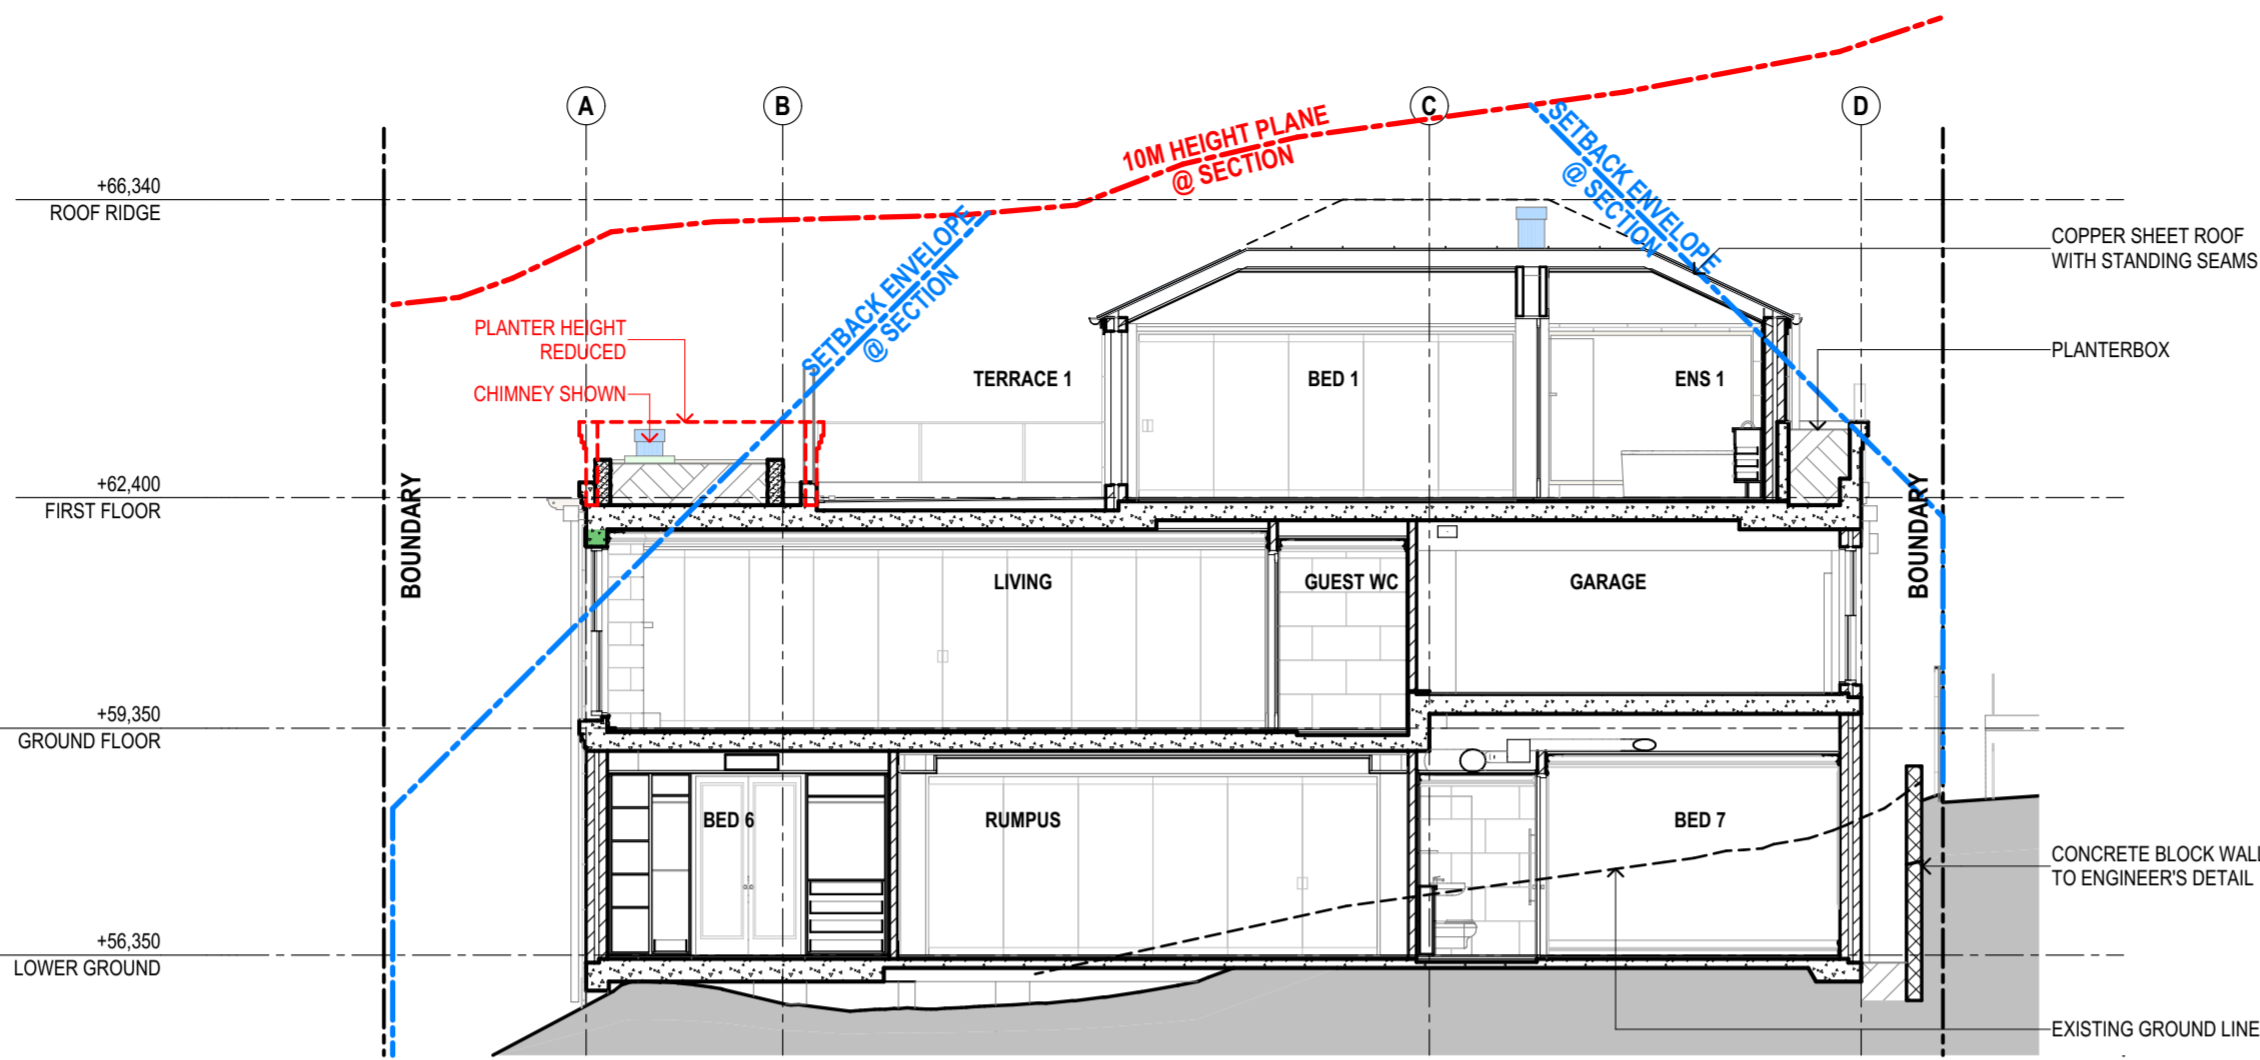 A
B
C
D
10M HEIGHT PLANE
@ SECTION
SETBACK ENVELOPE
@ SECTION
SETBACK ENVELOPE
@ SECTION
+66,340
ROOF RIDGE
COPPER SHEET ROOF
WITH STANDING SEAMS
PLANTER HEIGHT
REDUCED
CHIMNEY SHOWN
TERRACE 1
BED 1
ENS 1
PLANTERBOX
+62,400
FIRST FLOOR
BOUNDARY
BOUNDARY
LIVING
GUEST WC
GARAGE
+59,350
GROUND FLOOR
BED 6
RUMPUS
BED 7
CONCRETE BLOCK WALL
TO ENGINEER'S DETAIL
+56,350
LOWER GROUND
EXISTING GROUND LINE